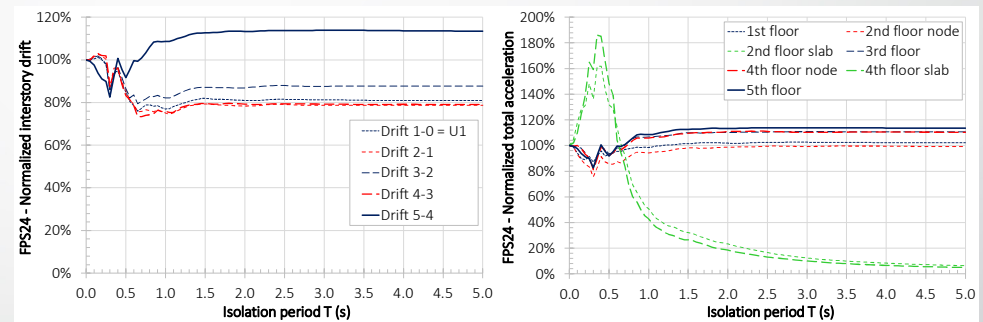 FPS24 - Normalized interstory drift
120%
100%
80%
60%
40%
20%
0%
0.0 0.5 1.0 1.5 2.0 2.5 3.0 3.5 4.0 4.5 5.0
Isolation period T (s)
Drift 1-0 = U1
Drift 2-1
Drift 3-2
Drift 4-3
Drift 5-4
FPS24 - Normalized total acceleration
200%
180%
160%
140%
120%
100%
80%
60%
40%
20%
0%
0.0 0.5 1.0 1.5 2.0 2.5 3.0 3.5 4.0 4.5 5.0
Isolation period T (s)
1st floor 2nd floor node
2nd floor slab 3rd floor
4th floor node 4th floor slab
5th floor